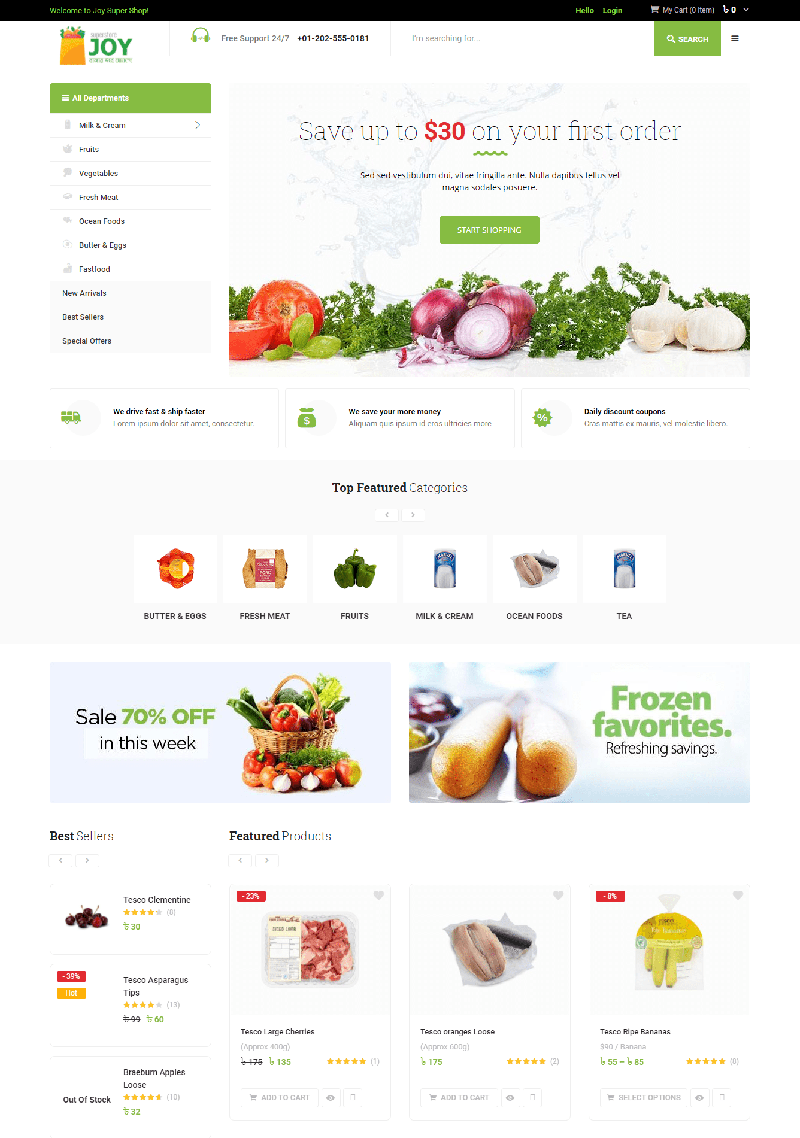 Welcome to Joy Super Shop!
Hello Login My Cart (0 Item) ৳ 0
JOY
Free Support 24/7 +01-202-555-0181
I'm searching for...
SEARCH
All Departments
Milk & Cream
Fruits
Vegetables
Fresh Meat
Ocean Foods
Butter & Eggs
Fastfood
New Arrivals
Best Sellers
Special Offers
Save up to $30 on your first order
Sed sed vestibulum dui, vitae fringilla ante. Nulla dapibus tellus vel
magna sodales posuere.
START SHOPPING
We drive fast & ship faster
Lorem ipsum dolor sit amet, consectetur.
We save your more money
Aliquam quis ipsum id eros ultricies more
Daily discount coupons
Cras mattis ex mauris, vel molestie libero.
Top Featured Categories
BUTTER & EGGS
FRESH MEAT
FRUITS
MILK & CREAM
OCEAN FOODS
TEA
Sale 70% OFF
in this week
Frozen
favorites.
Refreshing savings.
Best Sellers
Tesco Clementine
৳ 30
-39%
Hot
Tesco Asparagus
Tips
(13)
৳ 99 ৳ 60
Out Of Stock
Braeburn Apples
Loose
(10)
৳ 32
Featured Products
-23%
Tesco Large Cherries
(Approx 400g)
৳ 175 ৳ 135 (1)
ADD TO CART
Tesco oranges Loose
(Approx 600g)
৳ 175 (2)
ADD TO CART
-8%
Tesco Ripe Bananas
$90 / Banana
৳ 55 – ৳ 85
SELECT OPTIONS